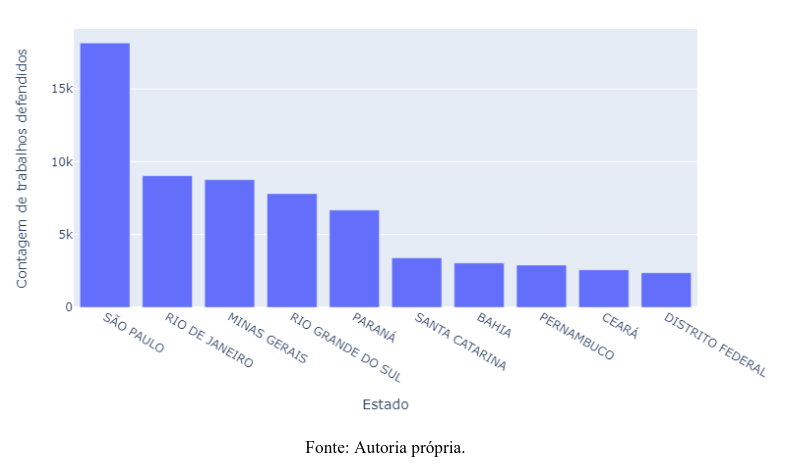 Contagem de trabalhos defendidos
15k
10k
5k
0
SÃO PAULO
RIO DE JANEIRO
MINAS GERAIS
RIO GRANDE DO SUL
PARANÁ
SANTA CATARINA
BAHIA
PERNAMBUCO
CEARÁ
DISTRITO FEDERAL
Estado
Fonte: Autoria própria.